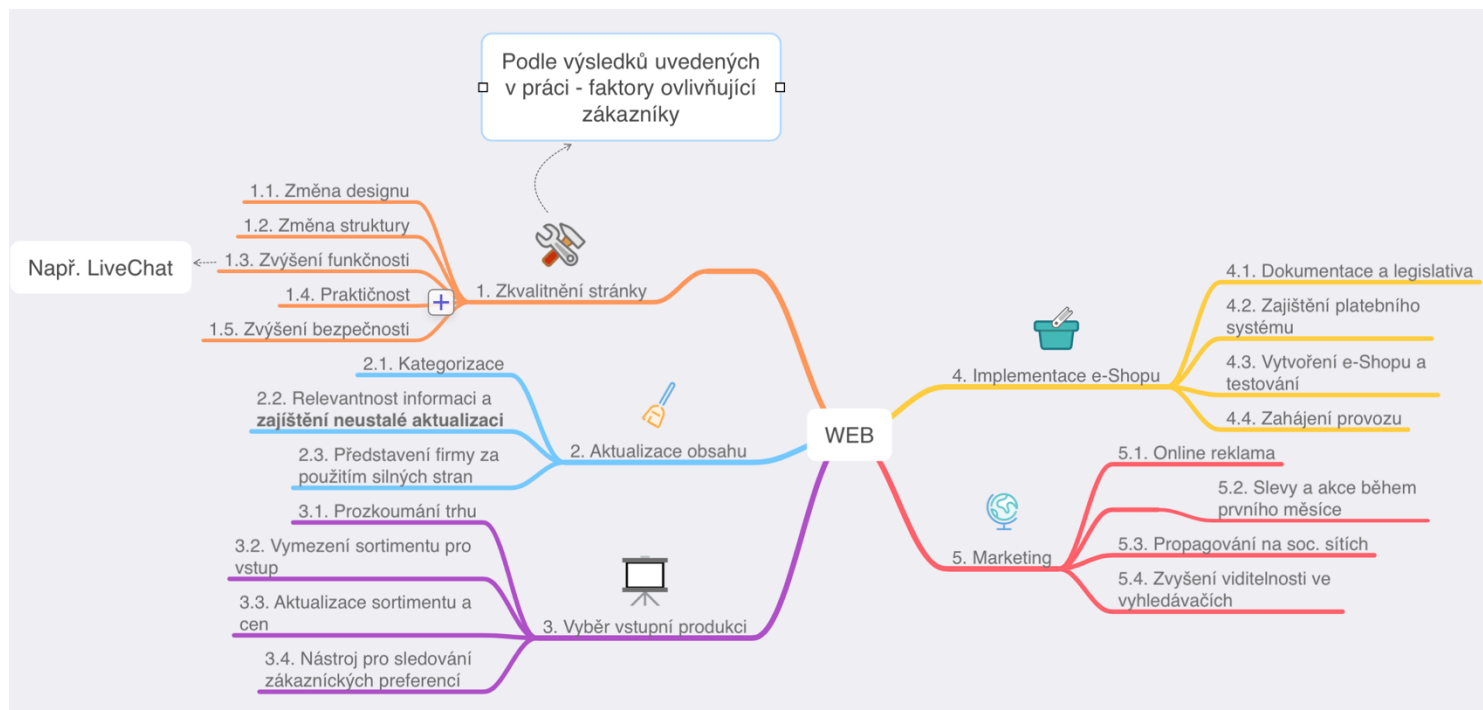 Podle výsledků uvedených
v práci - faktory ovlivňující
zákazníky
1.1. Změna designu
1.2. Změna struktury
Např. LiveChat
1.3. Zvýšení funkčnosti
1.4. Praktičnost
1.5. Zvýšení bezpečnosti
1. Zkvalitnění stránky
2.1. Kategorizace
2.2. Relevantnost informaci a
zajíštění neustalé aktualizaci
2.3. Představení firmy za
použitím silných stran
2. Aktualizace obsahu
3.1. Prozkoumání trhu
3.2. Vymezení sortimentu pro
vstup
3.3. Aktualizace sortimentu a
cen
3.4. Nástroj pro sledování
zákazníckých preferencí
3. Vyběr vstupní produkci
WEB
4. Implementace e-Shopu
4.1. Dokumentace a legislativa
4.2. Zajištění platebního
systému
4.3. Vytvoření e-Shopu a
testování
4.4. Zahájení provozu
5. Marketing
5.1. Online reklama
5.2. Slevy a akce během
prvního měsíce
5.3. Propagování na soc. sítích
5.4. Zvyšení viditelnosti ve
vyhledávačích